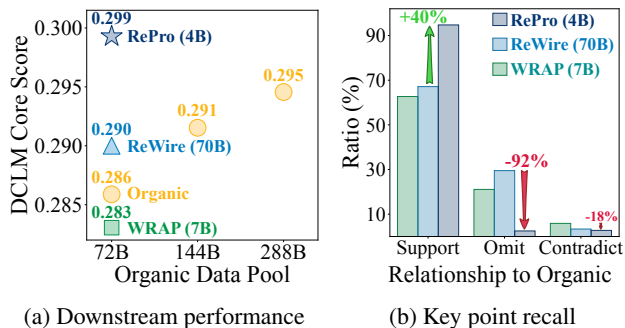 0.299
0.300
RePro (4B)
0.295
0.295
0.291
DCLM Core Score
0.290
0.290
ReWire (70B)
0.286
Organic
0.285
0.283
WRAP (7B)
72B
144B
288B
Organic Data Pool
(a) Downstream performance
+40%
RePro (4B)
ReWire (70B)
WRAP (7B)
90
70
50
30
10
Ratio (%)
-92%
-18%
Support
Omit
Contradict
Relationship to Organic
(b) Key point recall